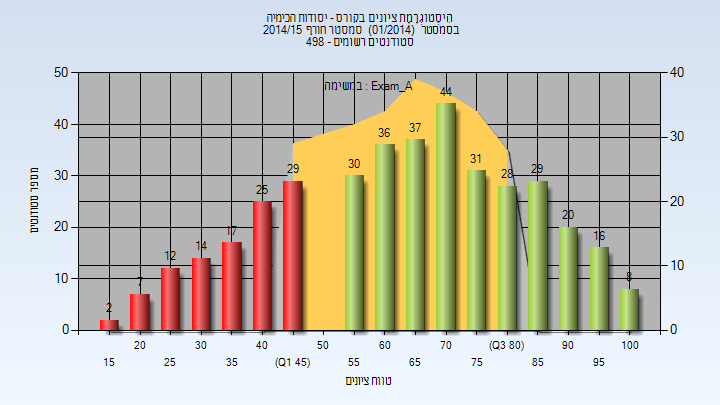 היסטוגרמת ציונים בקורס - יסודות הכימיה
בסמסטר (01/2014) סמסטר חורף 2014/15
סטודנטים רשומים - 498
במשימה : Exam_A
50 40 30 20 10 0
מספר סטודנטים
40 30 20 10 0
2 7 12 14 17 25 29 30 36 37 44 31 28 29 20 16 8
20 30 40 50 60 70 (Q3 80) 90 100
15 25 35 (Q1 45) 55 65 75 85 95
טווח ציונים